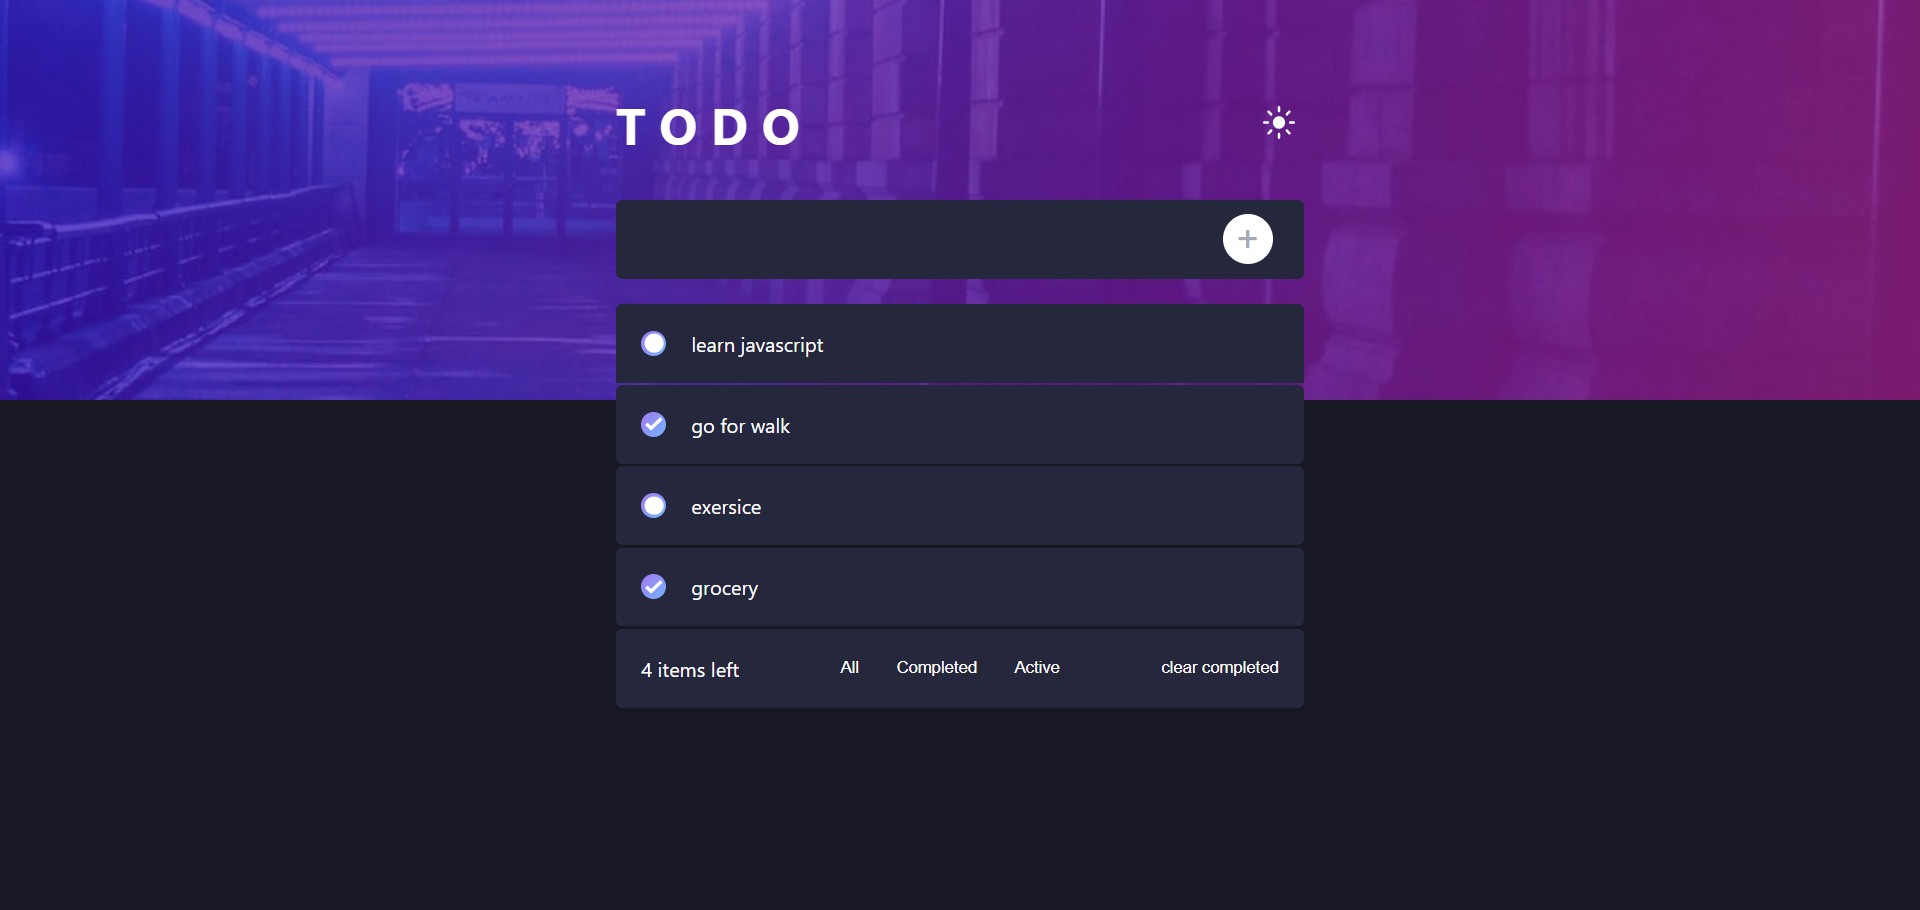 TODO
learn javascript
go for walk
exersice
grocery
4 items left All Completed Active clear completed